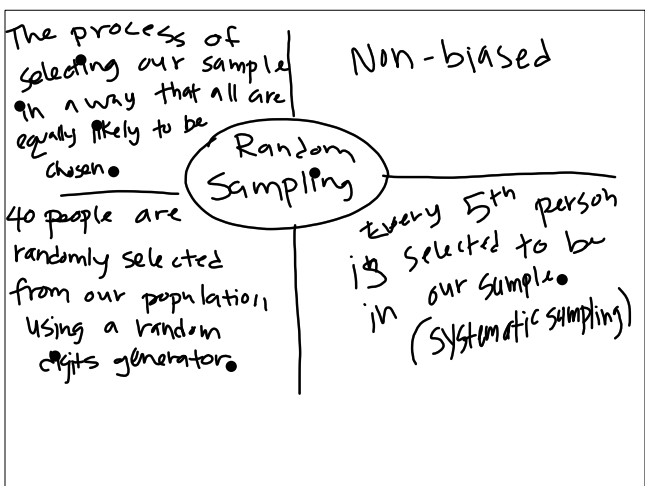 The process of
selecting our sample
in a way that all are
equally likely to be
chosen.
Non-biased
Random
Sampling
40 people are
randomly selected
from our population
using a random
digits generator.
Every 5th person
is selected to be
in our sample.
(systematic sampling)